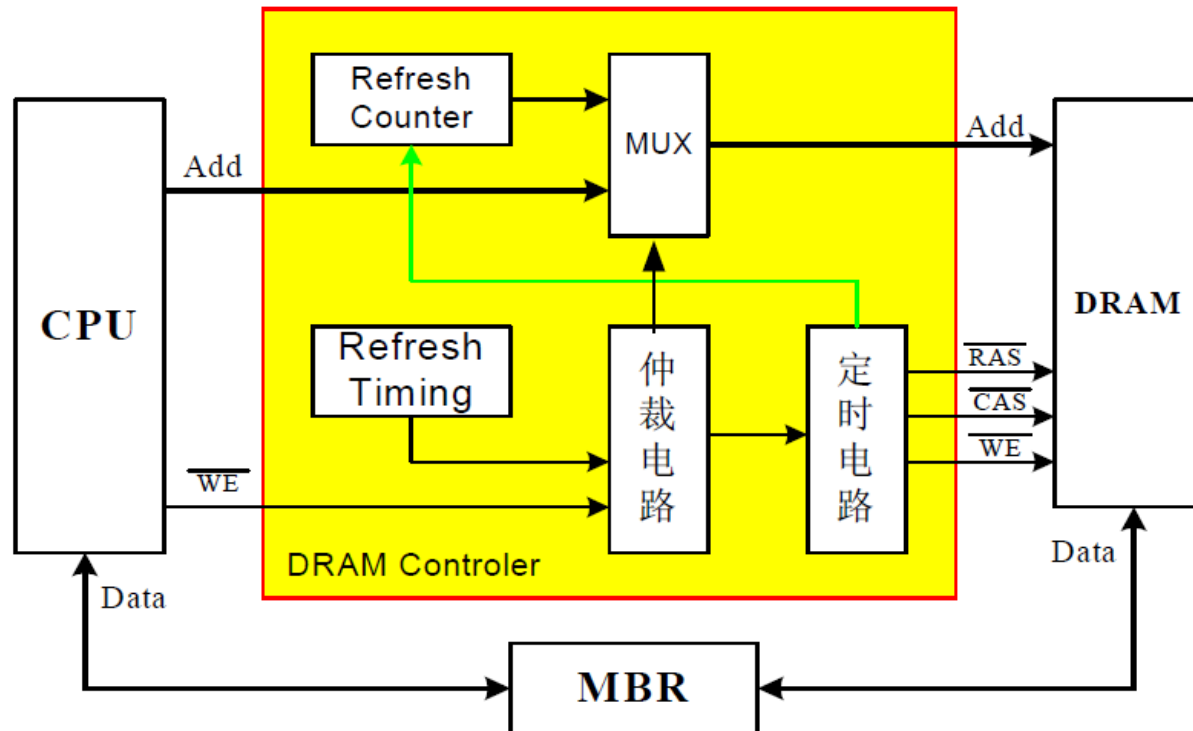 Refresh
Counter
MUX
Add
Add
CPU
DRAM
Refresh
Timing
仲裁电路
定时电路
RAS
CAS
WE
WE
DRAM Controler
Data
Data
MBR